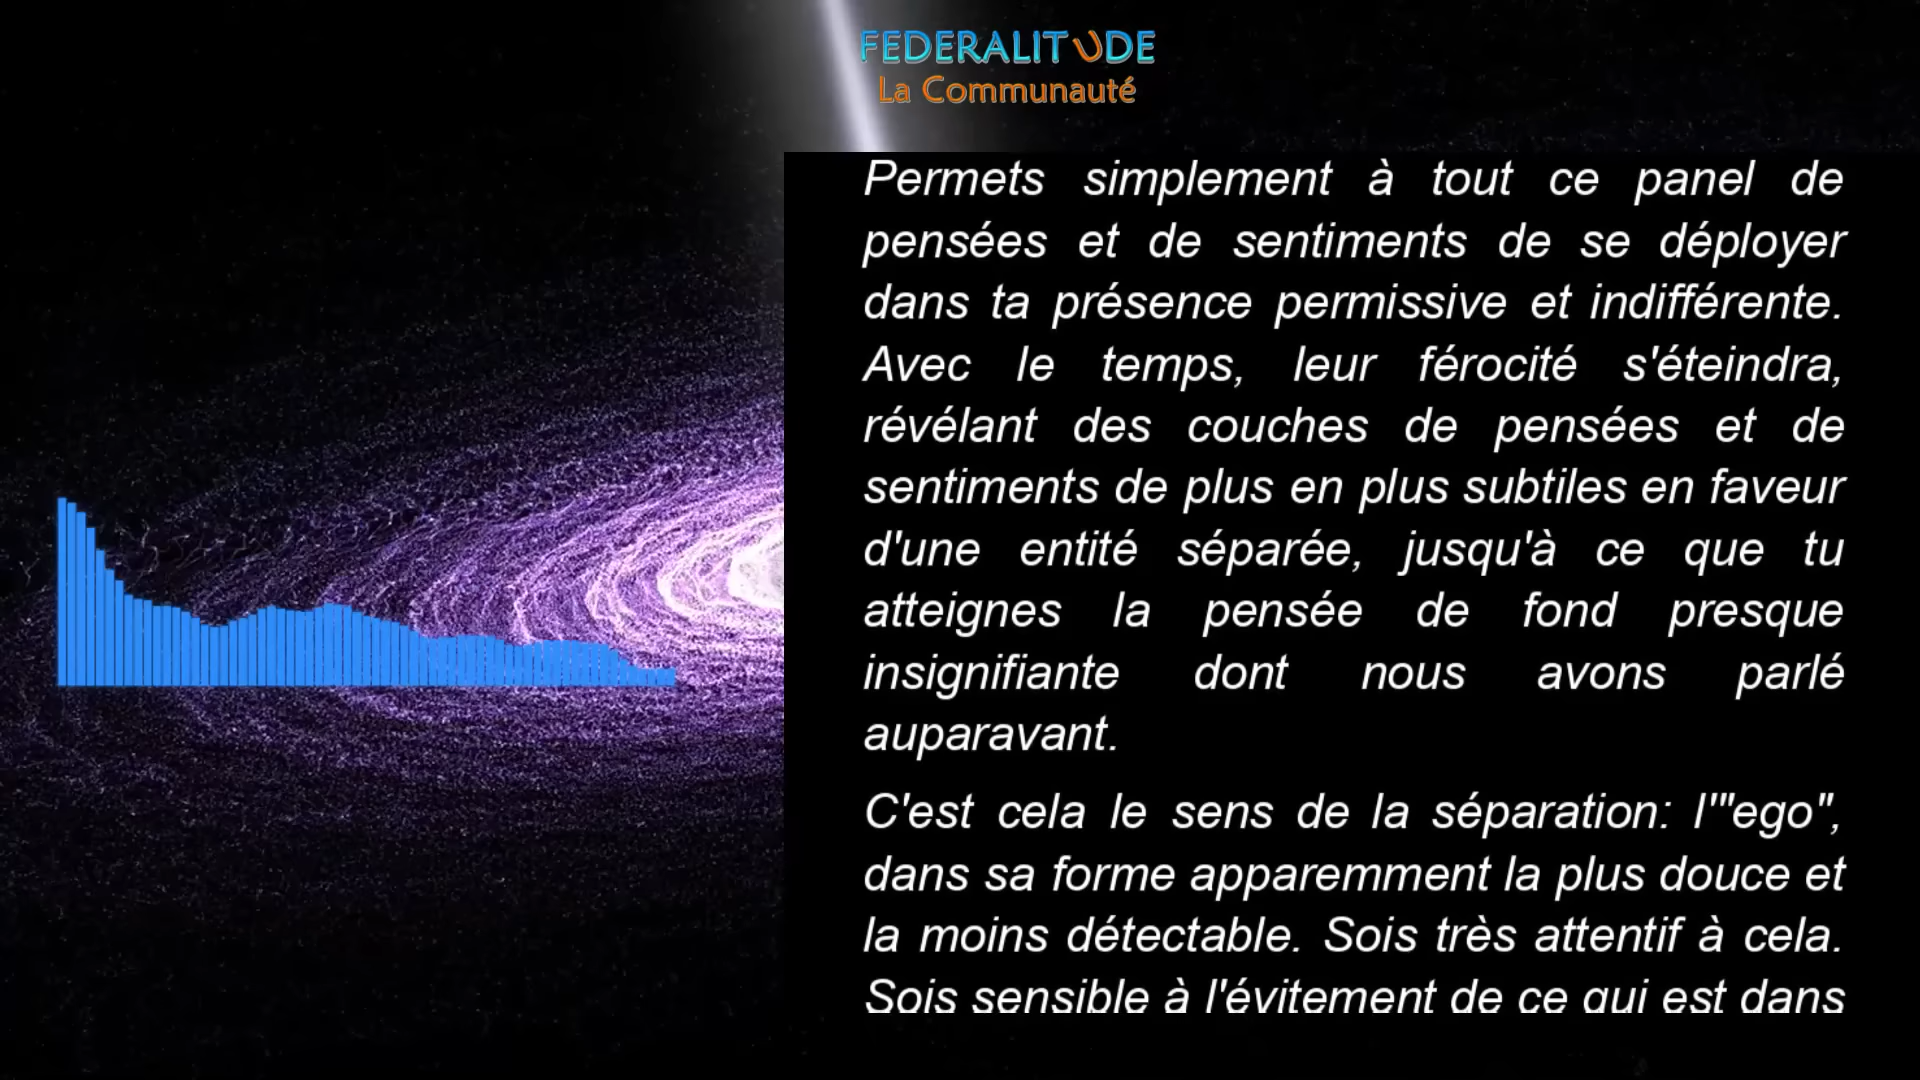 FEDERALITUDE
La Communauté
Permets simplement à tout ce panel de
pensées et de sentiments de se déployer
dans ta présence permissive et indifférente.
Avec le temps, leur férocité s'éteindra,
révélant des couches de pensées et de
sentiments de plus en plus subtiles en faveur
d'une entité séparée, jusqu'à ce que tu
atteignes la pensée de fond presque
insignifiante dont nous avons parlé
auparavant.
C'est cela le sens de la séparation: l'"ego",
dans sa forme apparemment la plus douce et
la moins détectable. Sois très attentif à cela.
Sois sensible à l'évitement de ce qui est dans